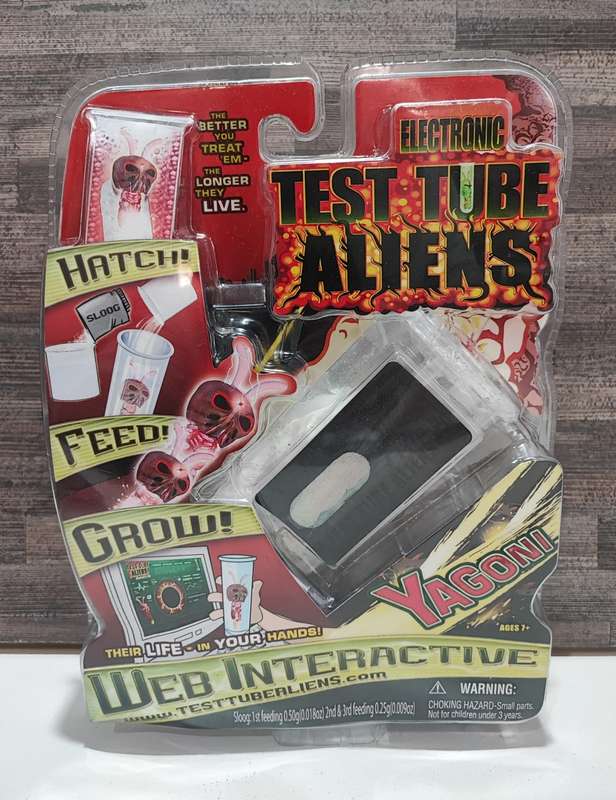 THE
BETTER
YOU
TREAT
'EM -
THE
LONGER
THEY
LIVE.
ELECTRONIC
TEST TUBE
ALIENS
HATCH!
SLOOG
FEED!
GROW!
YAGONI
AGES 7+
THEIR LIFE - IN YOUR HANDS!
WEB INTERACTIVE
WWW.TESTTUBEALIENS.COM
WARNING:
CHOKING HAZARD-Small parts.
Not for children under 3 years.
Sloog: 1st feeding 0.50g(0.018oz) 2nd & 3rd feeding 0.25g(0.009oz)